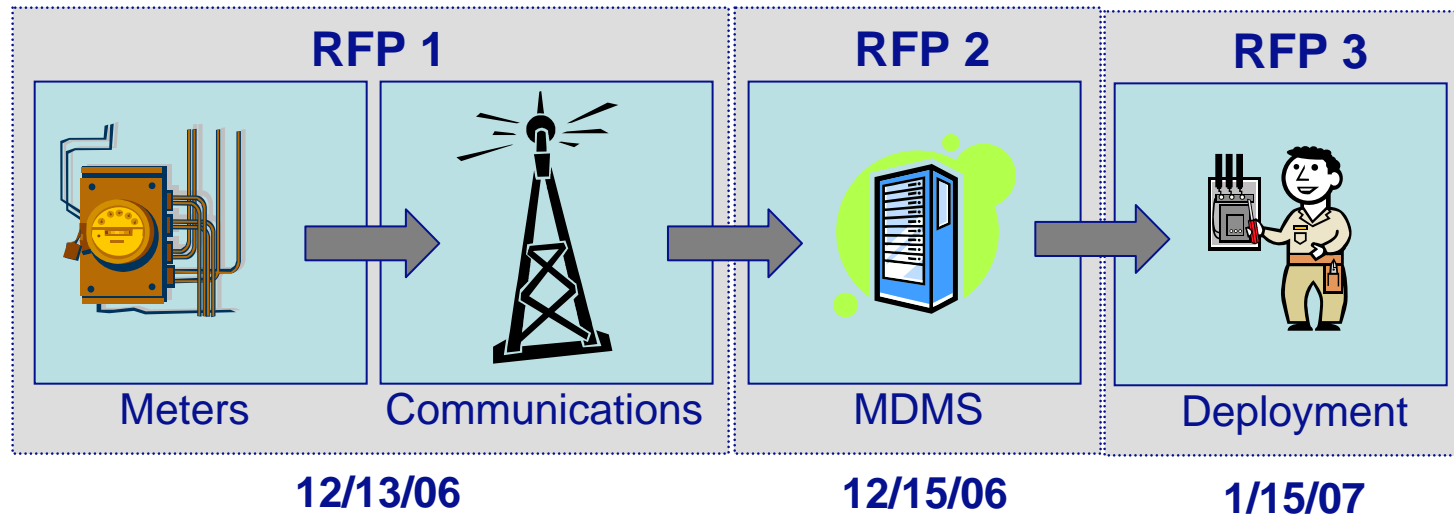 RFP 1
RFP 2
RFP 3
Meters
Communications
MDMS
Deployment
12/13/06
12/15/06
1/15/07